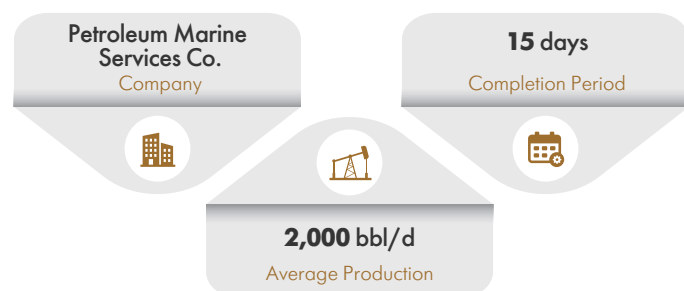 Petroleum Marine
Services Co.
Company
15 days
Completion Period
2,000 bbl/d
Average Production